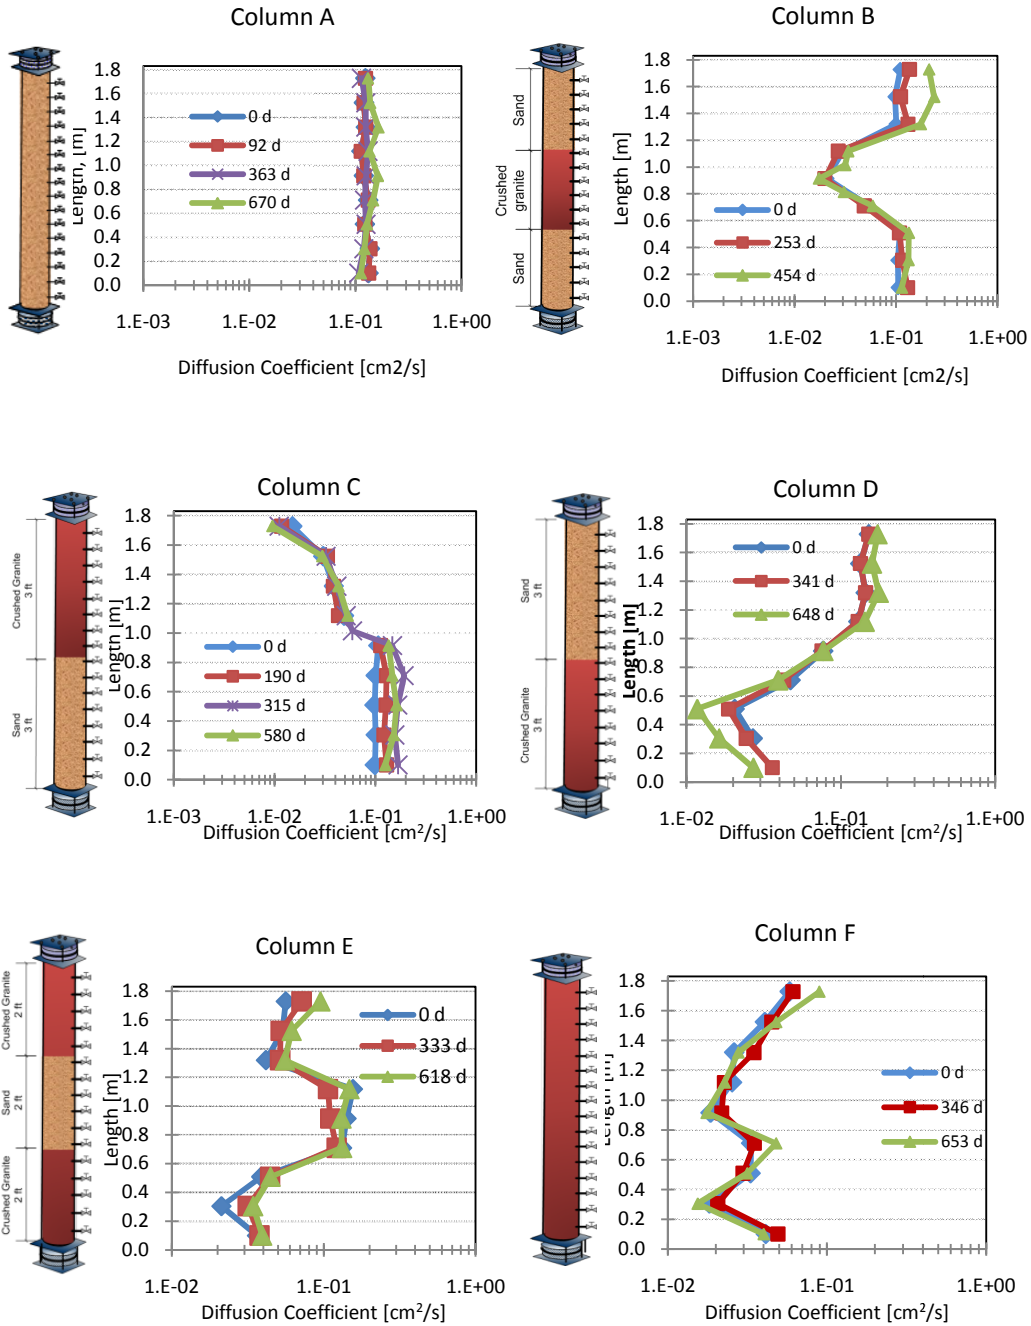 Column A
1.8
1.6
1.4
1.2
1.0
0.8
0.6
0.4
0.2
0.0
Length, [m]
0 d
92 d
363 d
670 d
1.E-03 1.E-02 1.E-01 1.E+00
Diffusion Coefficient [cm2/s]
Column B
Sand
Crushed
granite
Sand
1.8
1.6
1.4
1.2
1.0
0.8
0.6
0.4
0.2
0.0
Length [m]
0 d
253 d
454 d
1.E-03 1.E-02 1.E-01 1.E+00
Diffusion Coefficient [cm2/s]
Column C
Crushed Granite
3 ft
Sand
3 ft
1.8
1.6
1.4
1.2
1.0
0.8
0.6
0.4
0.2
0.0
Length [m]
0 d
190 d
315 d
580 d
1.E-03 1.E-02 1.E-01 1.E+00
Diffusion Coefficient [cm²/s]
Column D
Sand
3 ft
Crushed Granite
3 ft
1.8
1.6
1.4
1.2
1.0
0.8
0.6
0.4
0.2
0.0
Length [m]
0 d
341 d
648 d
1.E-02 1.E-01 1.E+00
Diffusion Coefficient [cm²/s]
Column E
Crushed Granite
2 ft
Sand
2 ft
Crushed Granite
2 ft
1.8
1.6
1.4
1.2
1.0
0.8
0.6
0.4
0.2
0.0
Length [m]
0 d
333 d
618 d
1.E-02 1.E-01 1.E+00
Diffusion Coefficient [cm²/s]
Column F
1.8
1.6
1.4
1.2
1.0
0.8
0.6
0.4
0.2
0.0
Length [m]
0 d
346 d
653 d
1.E-02 1.E-01 1.E+00
Diffusion Coefficient [cm²/s]